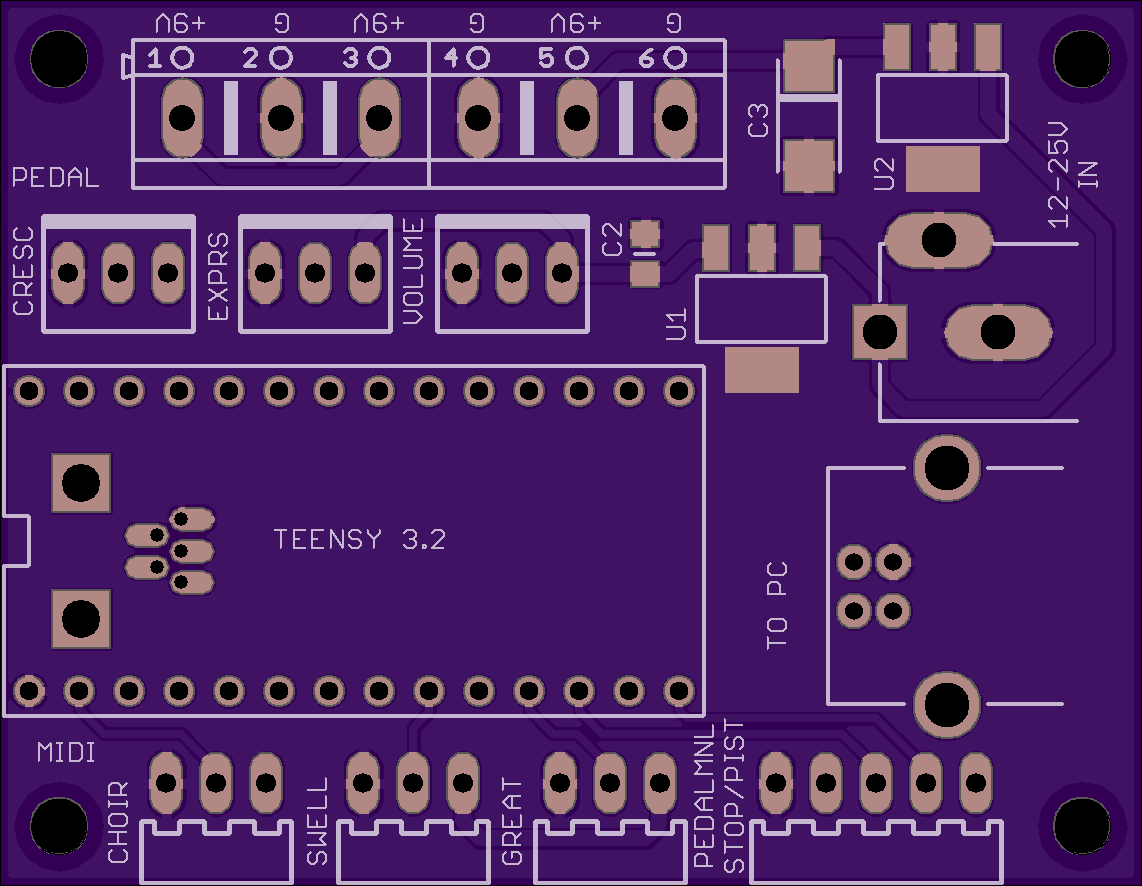 +9V G +9V G +9V G
1 2 3 4 5 6
C3
U2
12-25V
IN
PEDAL
CRESC
EXPRS
VOLUME
C2
U1
TEENSY 3.2
TO PC
MIDI
CHOIR
SWELL
GREAT
PEDALMNL
STOP/PIST